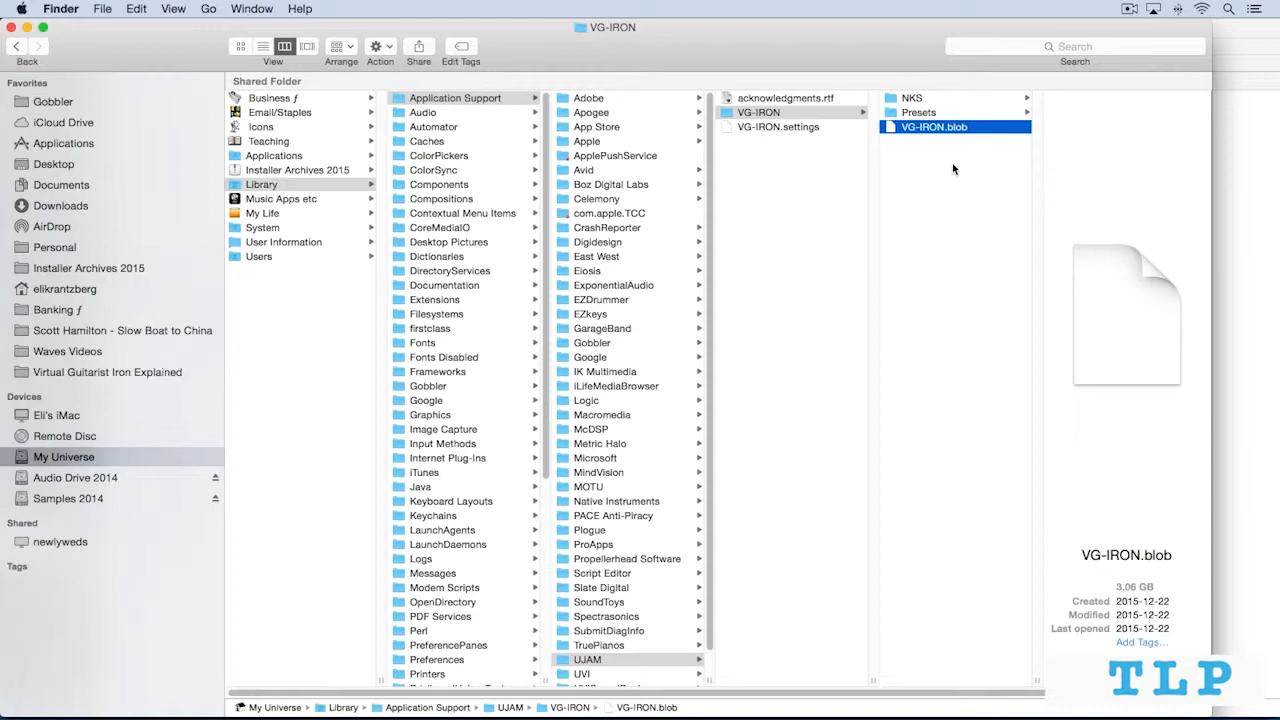 Finder File Edit View Go Window Help
VG-IRON
Back
View
Arrange
Action
Share
Edit Tags
Search
Search
Shared Folder
Favorites
Gobbler
Cloud Drive
Applications
Desktop
Documents
Downloads
AirDrop
Personal
Installer Archives 2015
elikrantzberg
Banking ƒ
Scott Hamilton - Slow Boat to China
Waves Videos
Virtual Guitarist Iron Explained
Devices
Eli's iMac
Remote Disc
My Universe
Audio Drive 2014
Samples 2014
Shared
newlyweds
Tags
Business ƒ
Email/Staples
Icons
Teaching
Applications
Installer Archives 2015
Library
Music Apps etc
My Life
System
User Information
Users
Application Support
Audio
Automator
Caches
ColorPickers
ColorSync
Components
Compositions
Contextual Menu Items
CoreMediaIO
Desktop Pictures
Dictionaries
DirectoryServices
Documentation
Extensions
Filesystems
firstclass
Fonts
Fonts Disabled
Frameworks
Gobbler
Google
Graphics
Image Capture
Input Methods
Internet Plug-Ins
iTunes
Java
Keyboard Layouts
Keychains
LaunchAgents
LaunchDaemons
Logs
Messages
Modem Scripts
OpenDirectory
PDF Services
Perl
PreferencePanes
Preferences
Printers
Adobe
Apogee
App Store
Apple
ApplePushService
Avid
Boz Digital Labs
Celemony
com.apple.TCC
CrashReporter
Digidesign
East West
Eiosis
ExponentialAudio
EZDrummer
EZkeys
GarageBand
Gobbler
Google
IK Multimedia
iLifeMediaBrowser
Logic
Macromedia
McDSP
Metric Halo
Microsoft
MindVision
MOTU
Native Instruments
PACE Anti-Piracy
Plogue
ProApps
Propellerhead Software
Script Editor
Slate Digital
SoundToys
Spectrasonics
SubmitDiagInfo
TruePianos
UJAM
UVI
acknowledgments.rtf
VG-IRON
VG-IRON.settings
NKS
Presets
VG-IRON.blob
VG-IRON.blob
3.06 GB
Created 2015-12-22
Modified 2015-12-22
Last opened 2015-12-22
Add Tags...
TLP
My Universe Library Application Support UJAM VG-IRON VG-IRON.blob